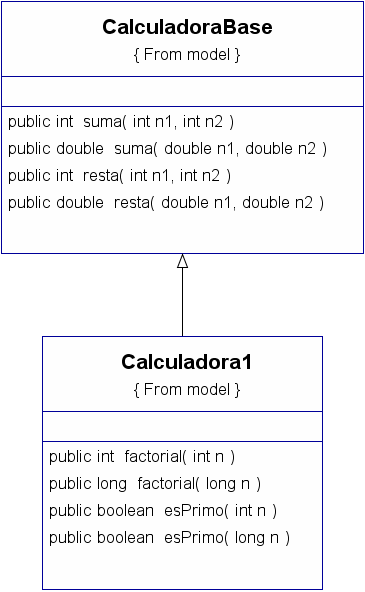 CalculadoraBase
{ From model }
public int suma( int n1, int n2 )
public double suma( double n1, double n2 )
public int resta( int n1, int n2 )
public double resta( double n1, double n2 )
Calculadora1
{ From model }
public int factorial( int n )
public long factorial( long n )
public boolean esPrimo( int n )
public boolean esPrimo( long n )